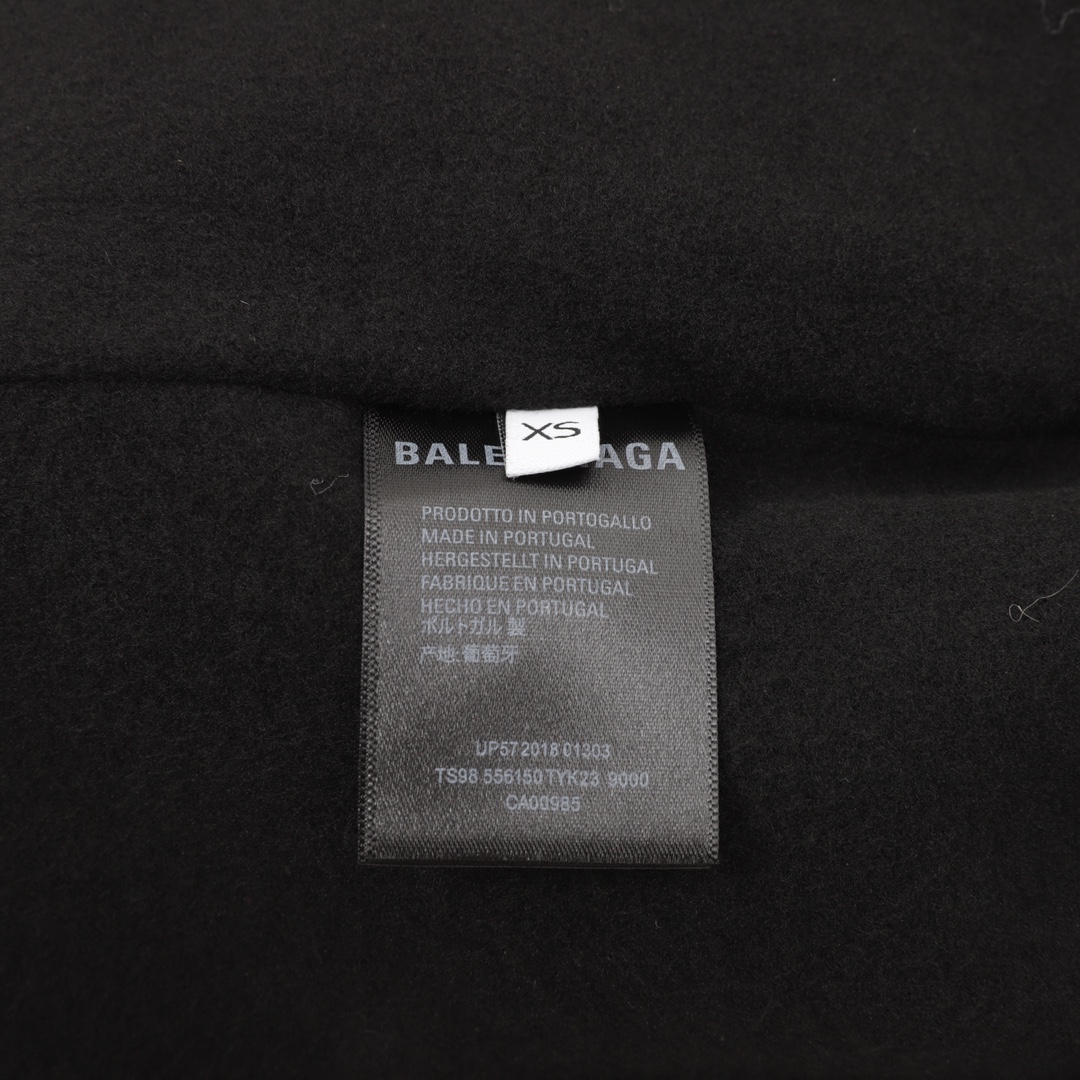 XS
BALE AGA
PRODOTTO IN PORTOGALLO
MADE IN PORTUGAL
HERGESTELLT IN PORTUGAL
FABRIQUE EN PORTUGAL
HECHO EN PORTUGAL
ポルトガル 製
产地:葡萄牙
UP57 2018 01303
TS98 556150 TYK23 9000
CA00985